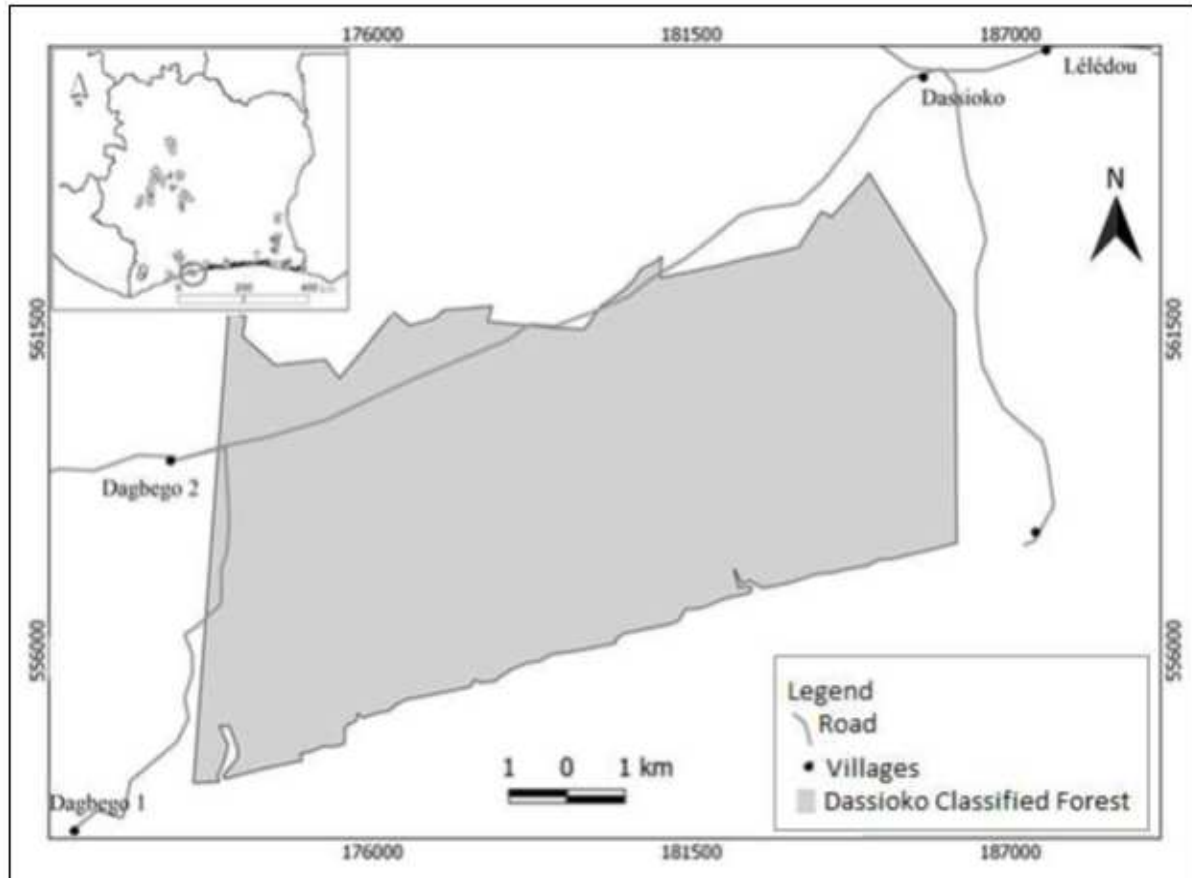 176000 181500 187000
Lélédou
Dassioko
N
200
561500 561500
Dagbego 2
556000 556000
Legend
Road
Villages
Dassioko Classified Forest
1 0 1 km
Dagbego 1
176000 181500 187000